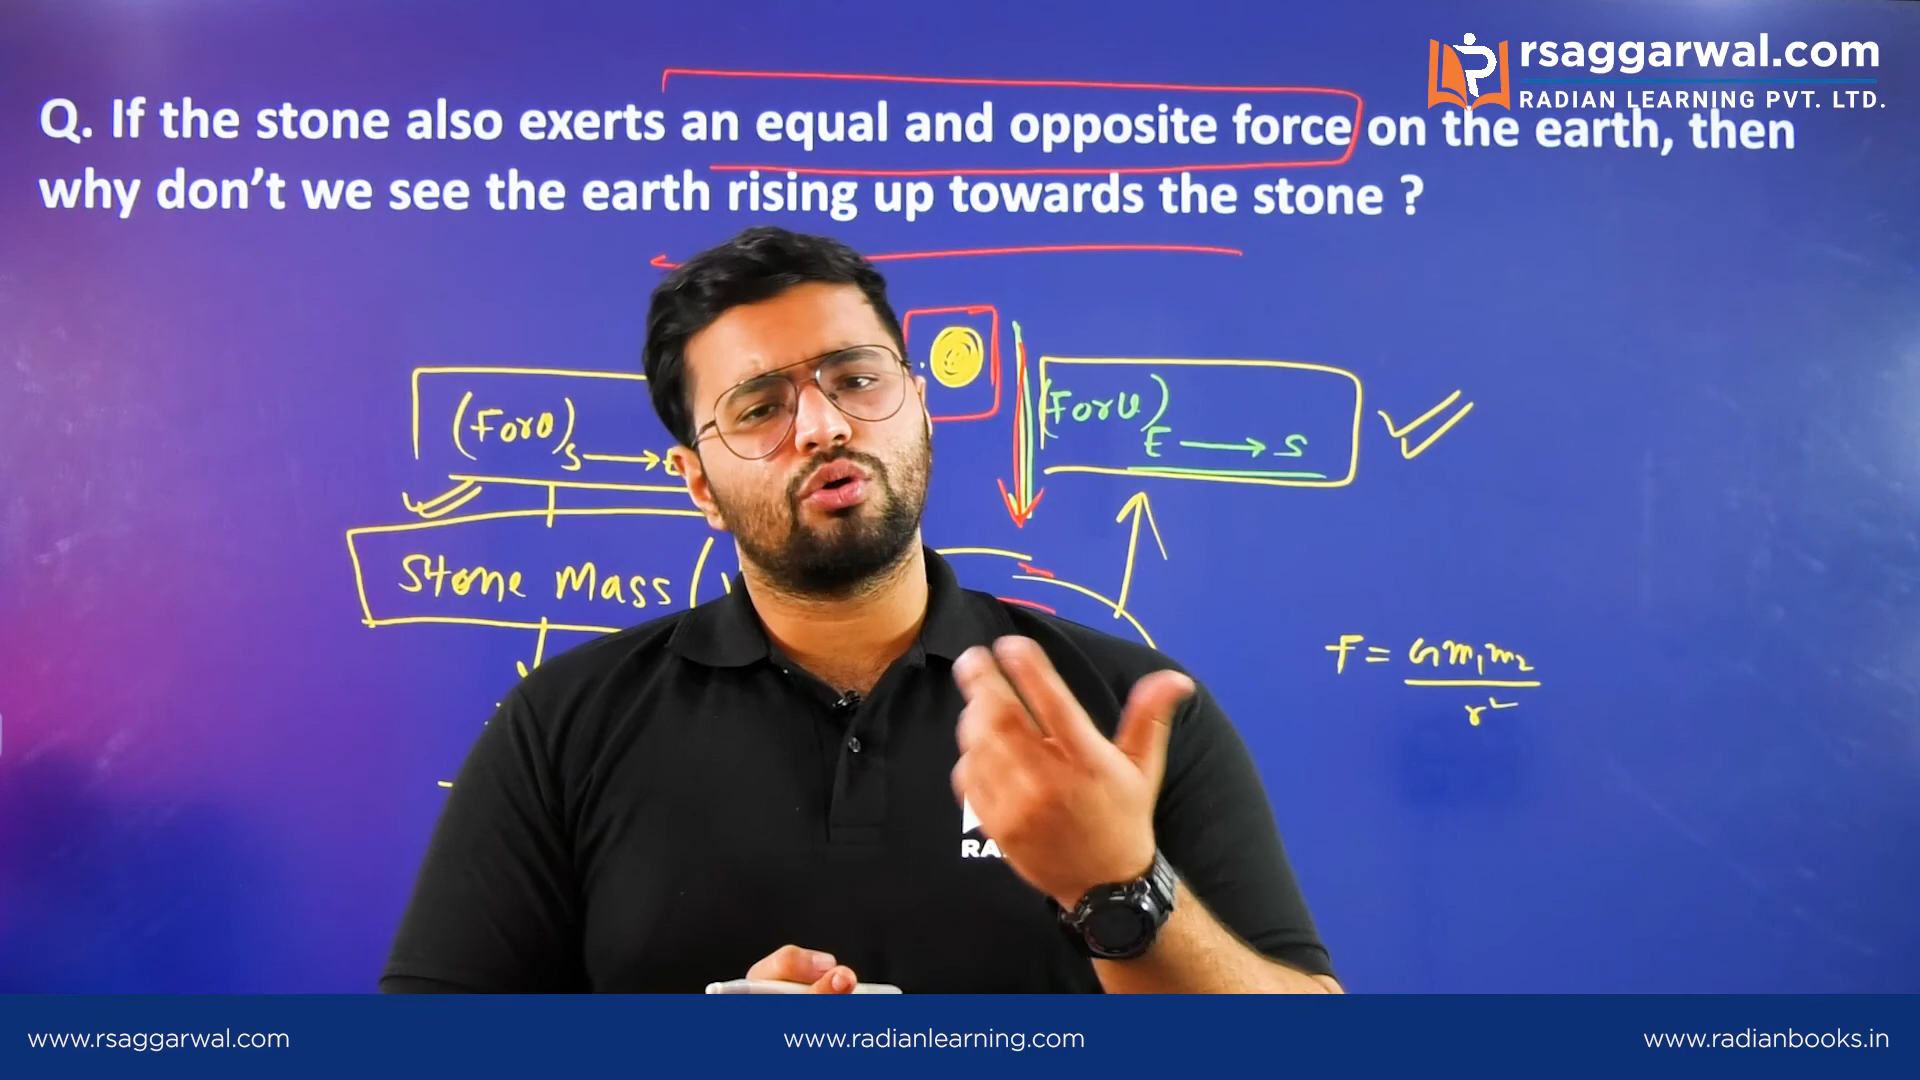 rsaggarwal.com
RADIAN LEARNING PVT. LTD.
Q. If the stone also exerts an equal and opposite force on the earth, then
why don't we see the earth rising up towards the stone ?
E → S
S →
Stone Mass (
F = Gm₁m₂
r²
RA
www.rsaggarwal.com
www.radianlearning.com
www.radianbooks.in